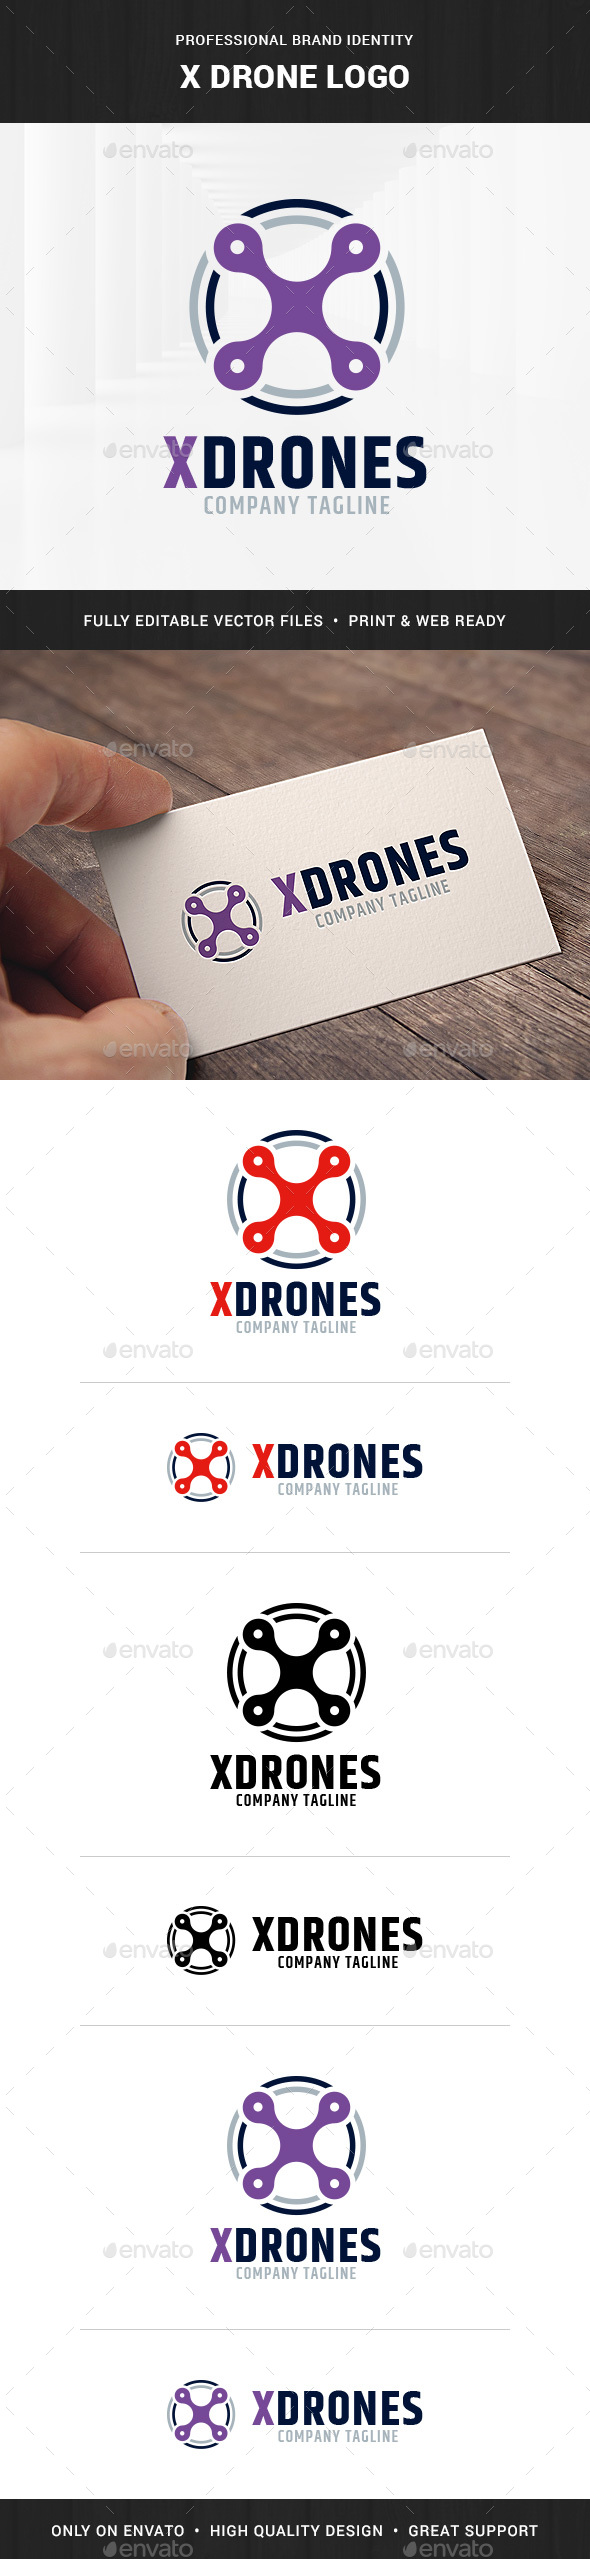 PROFESSIONAL BRAND IDENTITY
X DRONE LOGO
envato envato
envato envato
XDRONES
COMPANY TAGLINE
FULLY EDITABLE VECTOR FILES • PRINT & WEB READY
envato envato
XDRONES
COMPANY TAGLINE
envato envato
XDRONES
COMPANY TAGLINE
envato envato
XDRONES
COMPANY TAGLINE
envato envato
XDRONES
COMPANY TAGLINE
XDRONES
envato envato
COMPANY TAGLINE
XDRONES
envato envato
COMPANY TAGLINE
XDRONES
COMPANY TAGLINE
ONLY ON ENVATO • HIGH QUALITY DESIGN • GREAT SUPPORT
envato envato